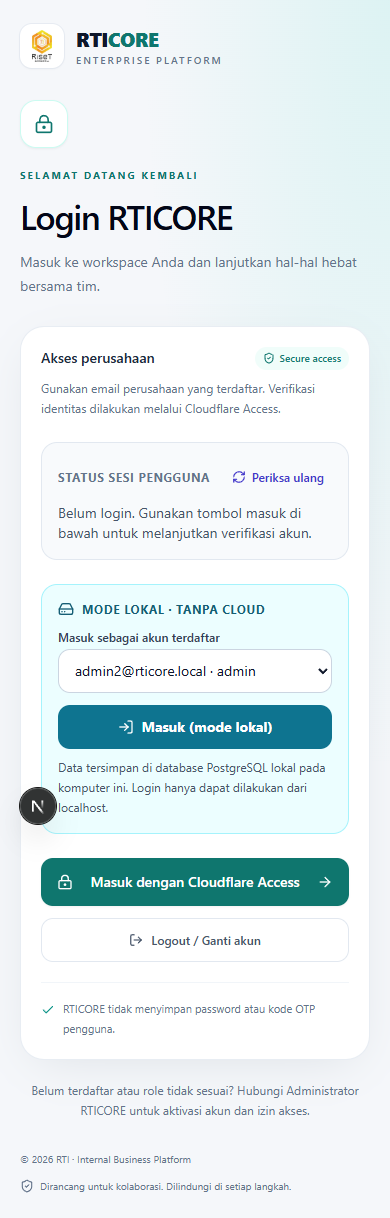 RTICORE
ENTERPRISE PLATFORM
SELAMAT DATANG KEMBALI
Login RTICORE
Masuk ke workspace Anda dan lanjutkan hal-hal hebat
bersama tim.
Akses perusahaan
Secure access
Gunakan email perusahaan yang terdaftar. Verifikasi
identitas dilakukan melalui Cloudflare Access.
STATUS SESI PENGGUNA
Periksa ulang
Belum login. Gunakan tombol masuk di
bawah untuk melanjutkan verifikasi akun.
MODE LOKAL · TANPA CLOUD
Masuk sebagai akun terdaftar
admin2@rticore.local · admin
Masuk (mode lokal)
Data tersimpan di database PostgreSQL lokal pada
komputer ini. Login hanya dapat dilakukan dari
localhost.
N
Masuk dengan Cloudflare Access
Logout / Ganti akun
RTICORE tidak menyimpan password atau kode OTP
pengguna.
Belum terdaftar atau role tidak sesuai? Hubungi Administrator
RTICORE untuk aktivasi akun dan izin akses.
© 2026 RTI · Internal Business Platform
Dirancang untuk kolaborasi. Dilindungi di setiap langkah.